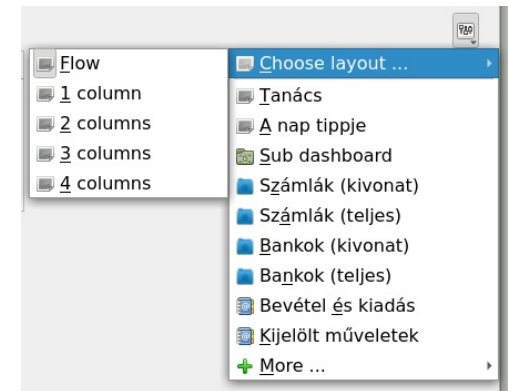 Flow
1 column
2 columns
3 columns
4 columns
Choose layout ...
Tanács
A nap tippje
Sub dashboard
Számlák (kivonat)
Számlák (teljes)
Bankok (kivonat)
Bankok (teljes)
Bevétel és kiadás
Kijelölt műveletek
More ...